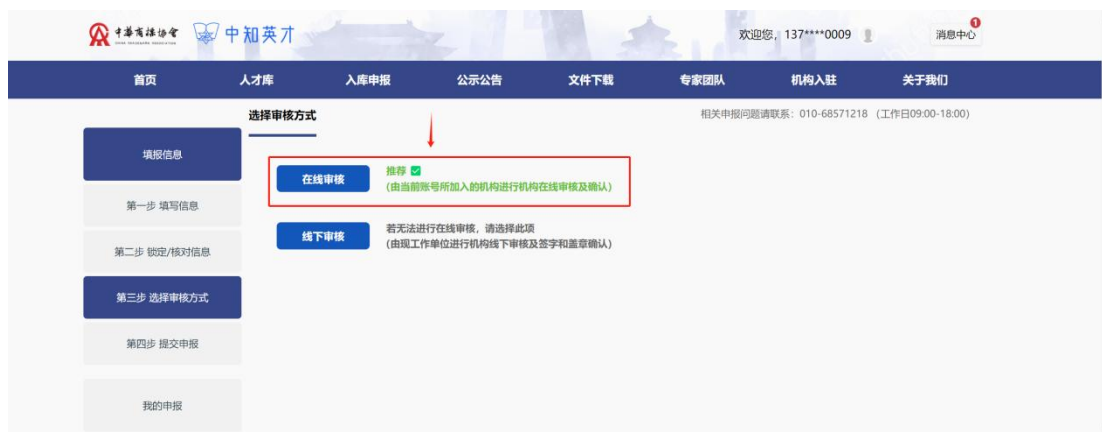 中知英才
欢迎您，137****0009
1
消息中心
首页 人才库 入库申报 公示公告 文件下载 专家团队 机构入驻 关于我们
选择审核方式
相关申报问题请联系：010-68571218 （工作日09:00-18:00）
填报信息
第一步 填写信息
第二步 锁定/核对信息
第三步 选择审核方式
第四步 提交申报
我的申报
在线审核
推荐
(由当前账号所加入的机构进行机构在线审核及确认)
线下审核
若无法进行在线审核，请选择此项
(由现工作单位进行机构线下审核及签字和盖章确认)